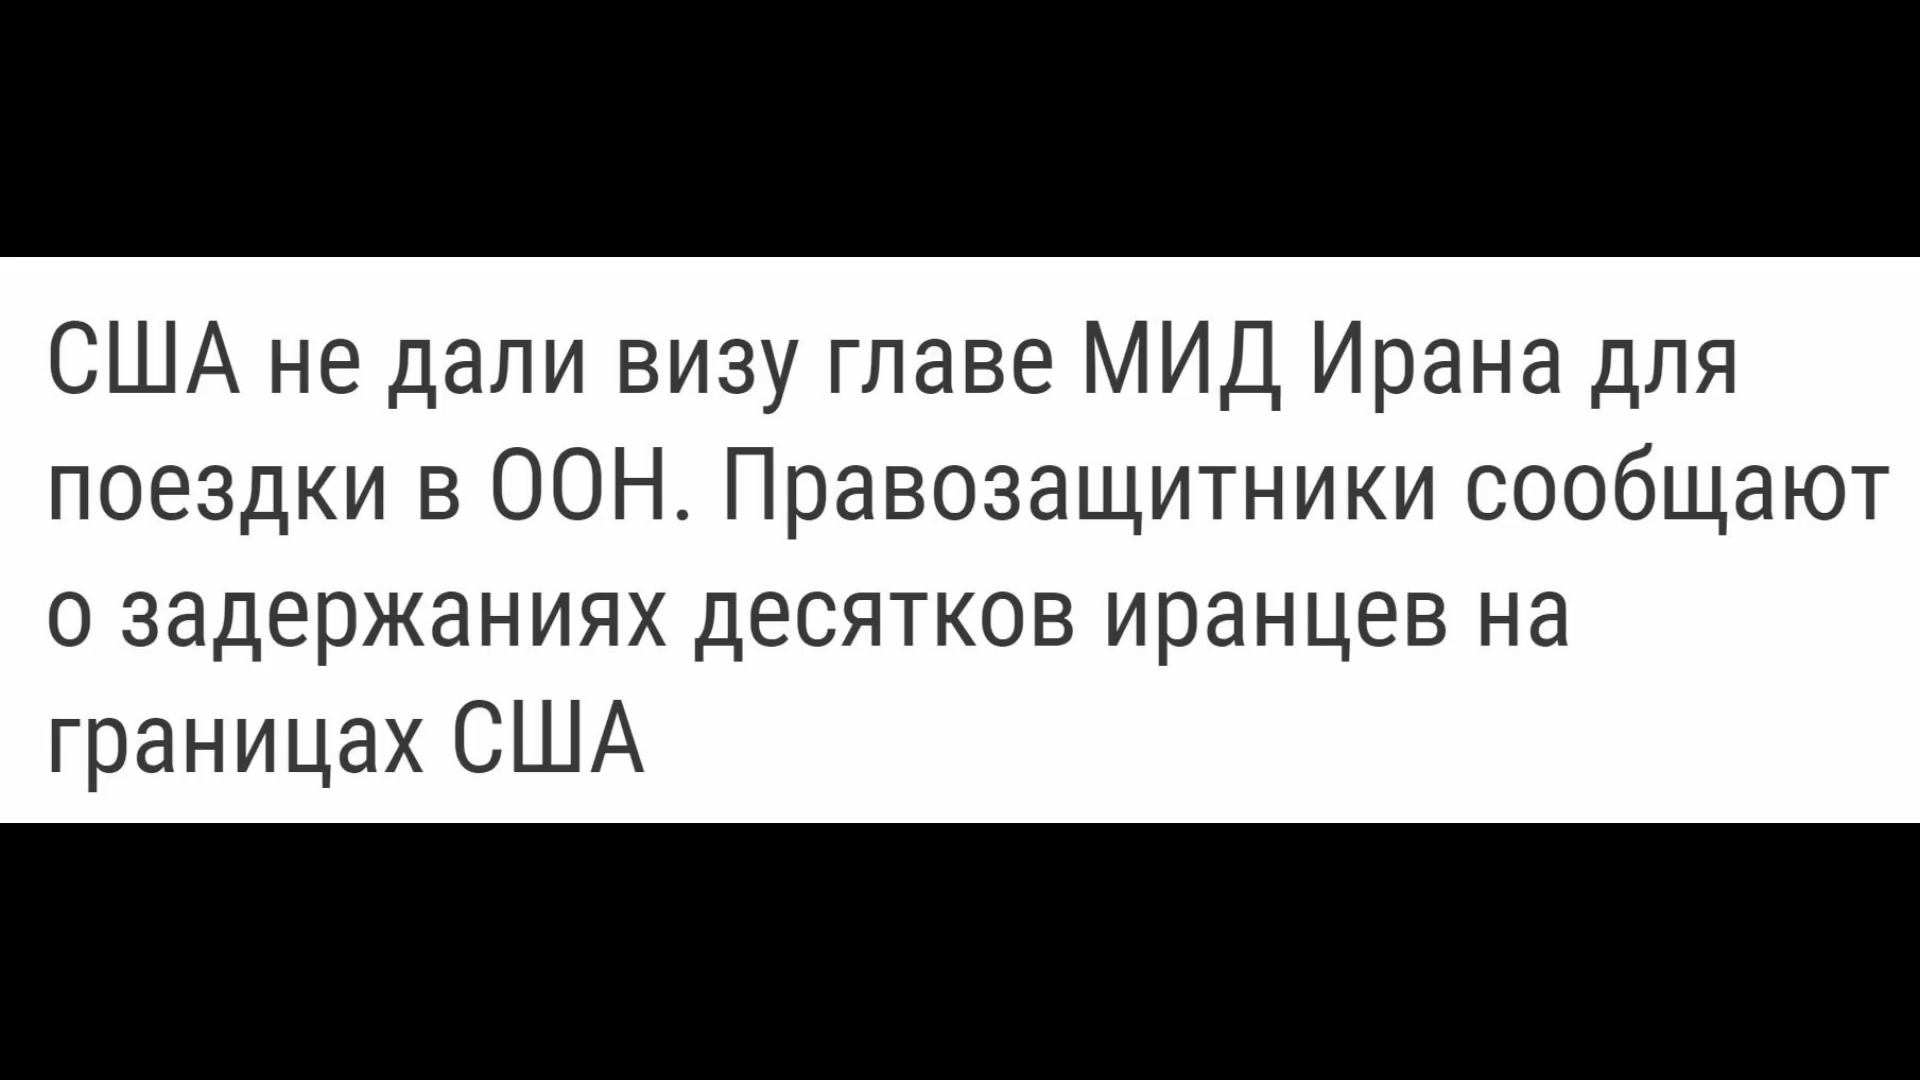 США не дали визу главе МИД Ирана для
поездки в ООН. Правозащитники сообщают
о задержаниях десятков иранцев на
границах США